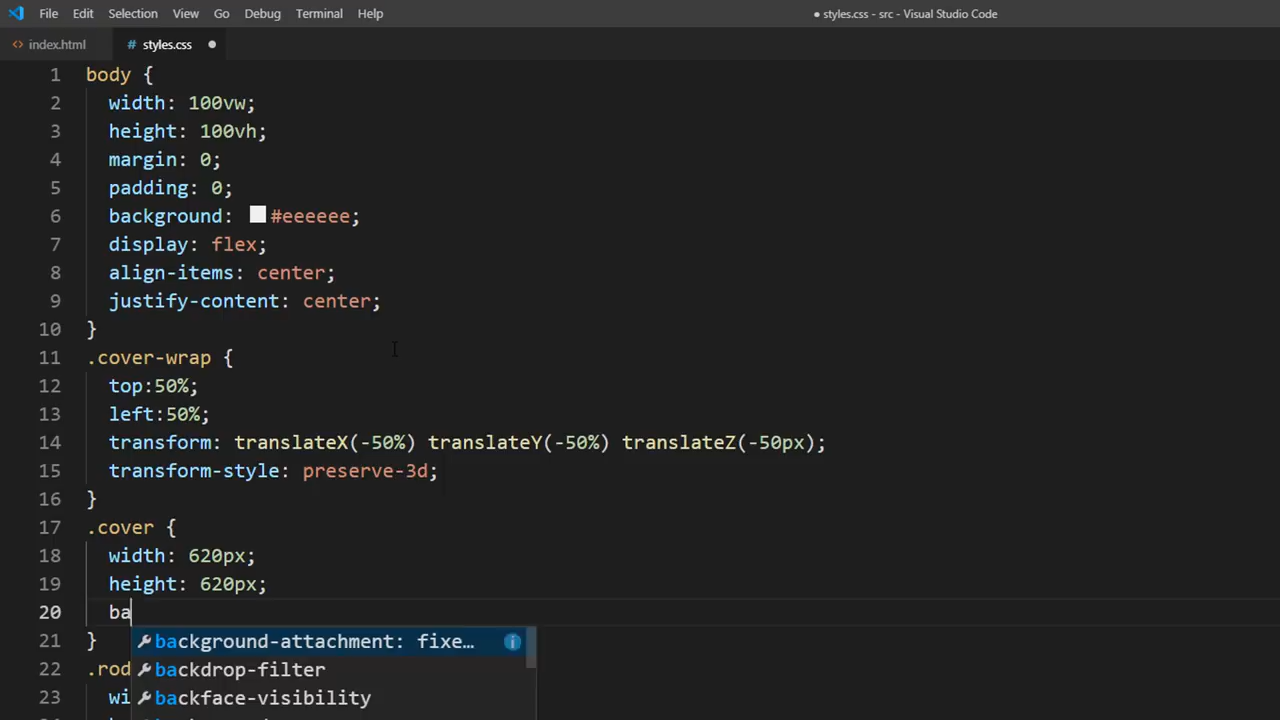 File Edit Selection View Go Debug Terminal Help ● styles.css - src - Visual Studio Code
<> index.html # styles.css ●
1 body {
2 width: 100vw;
3 height: 100vh;
4 margin: 0;
5 padding: 0;
6 background: #eeeeee;
7 display: flex;
8 align-items: center;
9 justify-content: center;
10 }
11 .cover-wrap {
12 top:50%;
13 left:50%;
14 transform: translateX(-50%) translateY(-50%) translateZ(-50px);
15 transform-style: preserve-3d;
16 }
17 .cover {
18 width: 620px;
19 height: 620px;
20 ba
21 }
background-attachment: fixe…
22 .rod
backdrop-filter
23 wi
backface-visibility